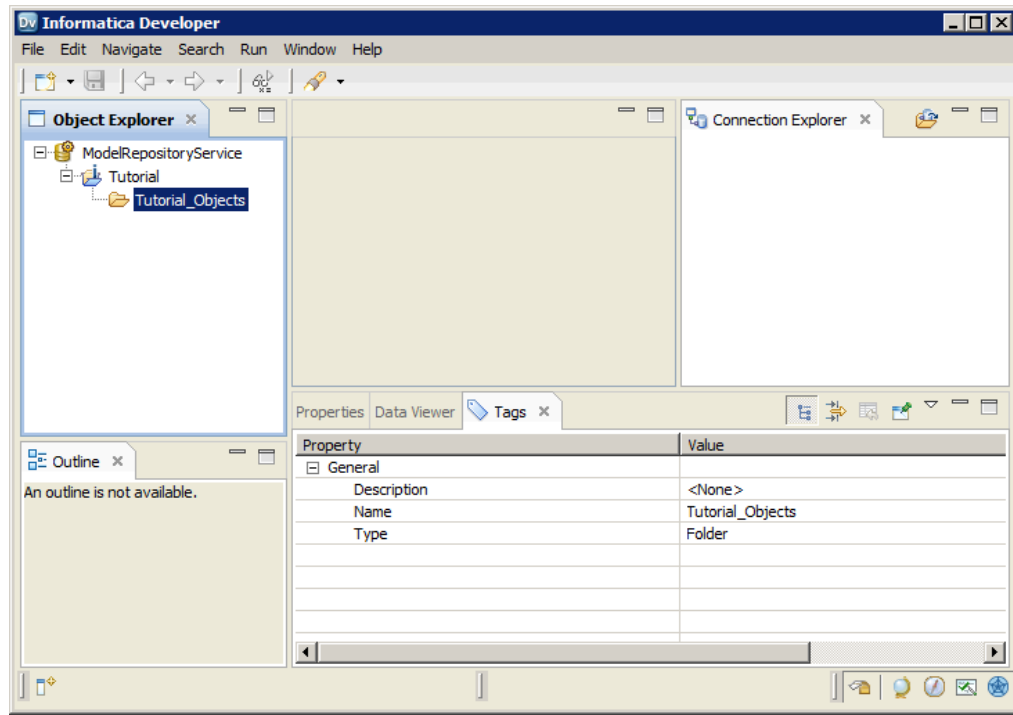 Dv Informatica Developer
File Edit Navigate Search Run Window Help
Object Explorer
Connection Explorer
ModelRepositoryService
Tutorial
Tutorial_Objects
Properties Data Viewer Tags
Property Value
General
Description <None>
Name Tutorial_Objects
Type Folder
Outline
An outline is not available.